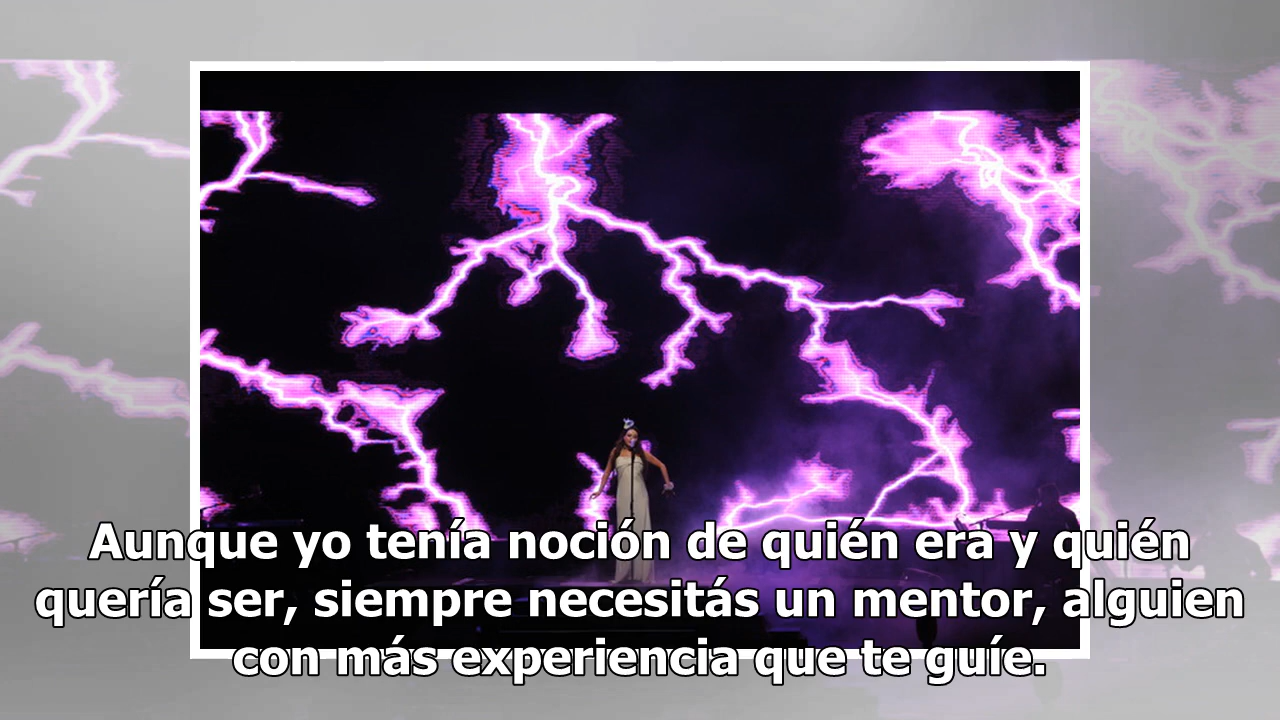 Aunque yo tenía noción de quién era y quién
quería ser, siempre necesitás un mentor, alguien
con más experiencia que te guíe.